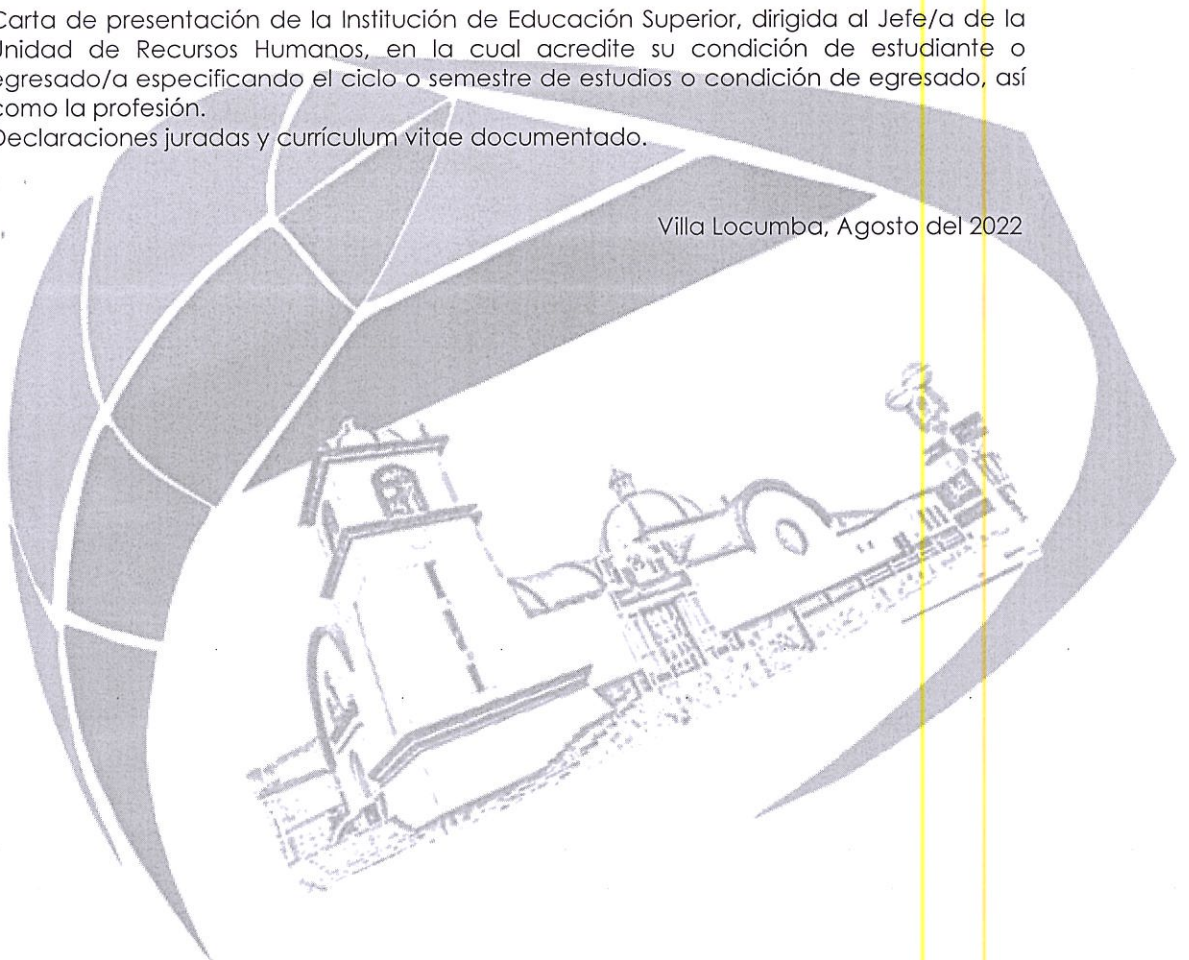 Carta de presentación de la Institución de Educación Superior, dirigida al Jefe/a de la
Unidad de Recursos Humanos, en la cual acredite su condición de estudiante o
egresado/a especificando el ciclo o semestre de estudios o condición de egresado, así
como la profesión.
Declaraciones juradas y currículum vitae documentado.
Villa Locumba, Agosto del 2022